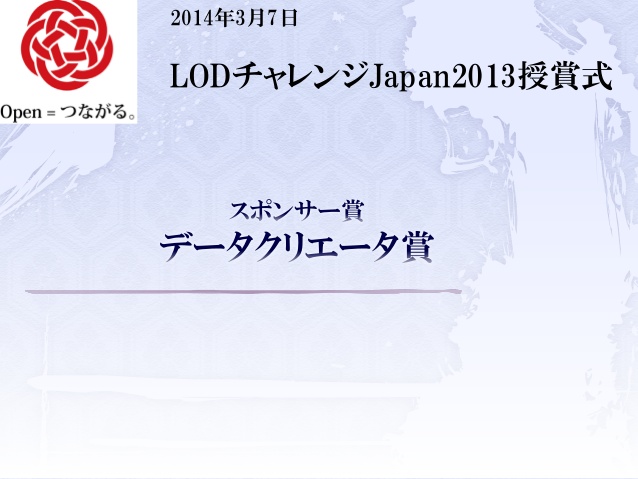 2014年3月7日
LODチャレンジJapan2013授賞式
Open = つながる。
スポンサー賞
データクリエータ賞